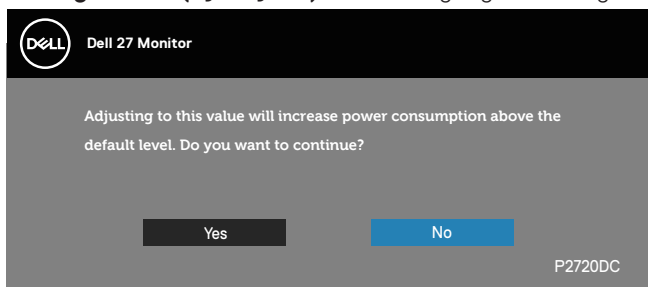 DELL Dell 27 Monitor
Adjusting to this value will increase power consumption above the
default level. Do you want to continue?
Yes No
P2720DC